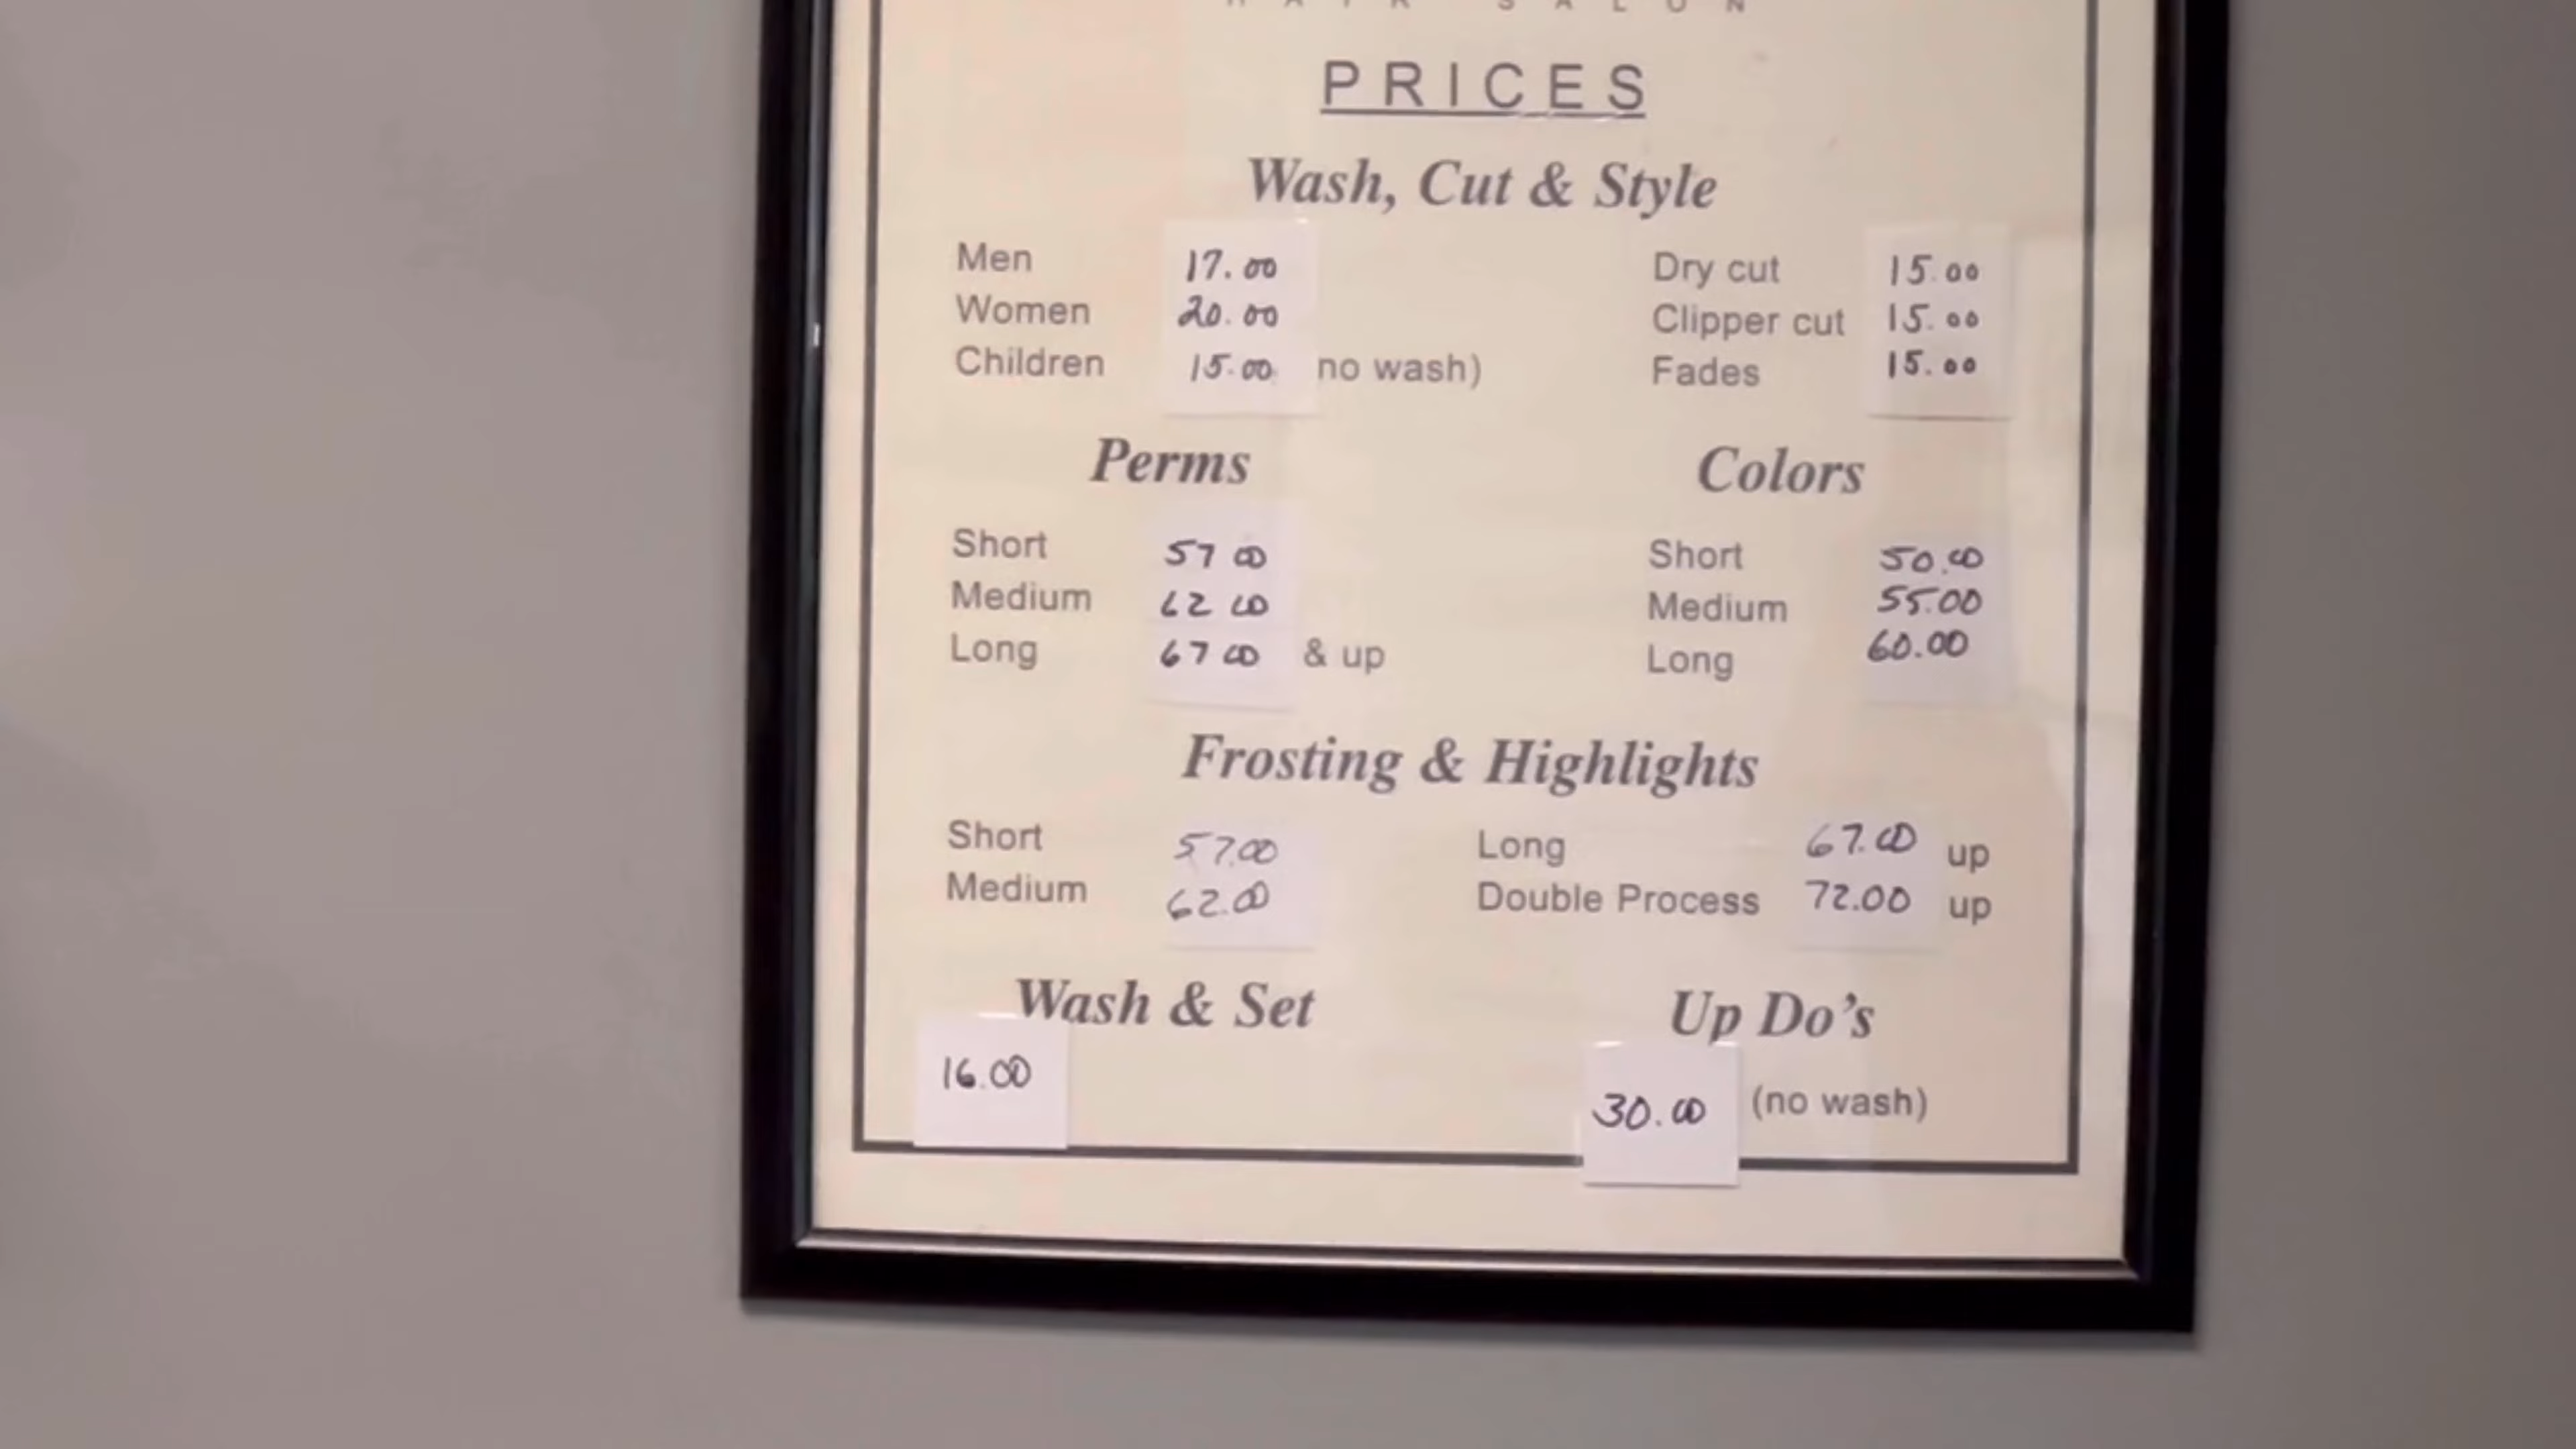 HAIR SALON
PRICES
Wash, Cut & Style
Men 17.00 Dry cut 15.00
Women 20.00 Clipper cut 15.00
Children 15.00 no wash) Fades 15.00
Perms Colors
Short 57 00 Short 50.00
Medium 62 00 Medium 55.00
Long 67 00 & up Long 60.00
Frosting & Highlights
Short 57.00 Long 67.00 up
Medium 62.00 Double Process 72.00 up
Wash & Set Up Do's
16.00 30.00 (no wash)